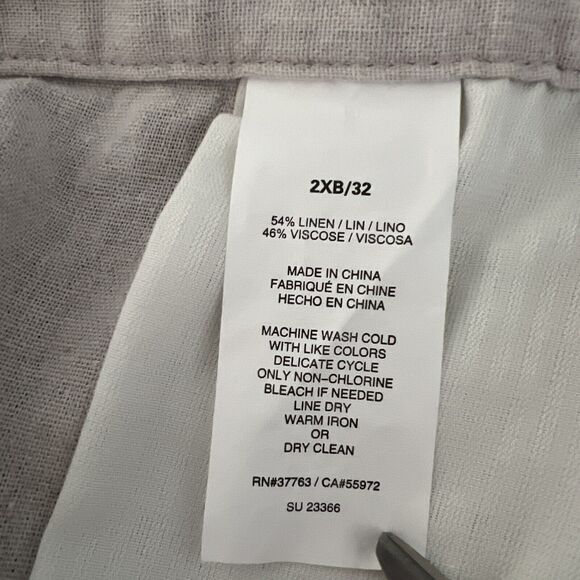 2XB/32
54% LINEN / LIN / LINO
46% VISCOSE / VISCOSA
MADE IN CHINA
FABRIQUÉ EN CHINE
HECHO EN CHINA
MACHINE WASH COLD
WITH LIKE COLORS
DELICATE CYCLE
ONLY NON–CHLORINE
BLEACH IF NEEDED
LINE DRY
WARM IRON
OR
DRY CLEAN
RN#37763 / CA#55972
SU 23366